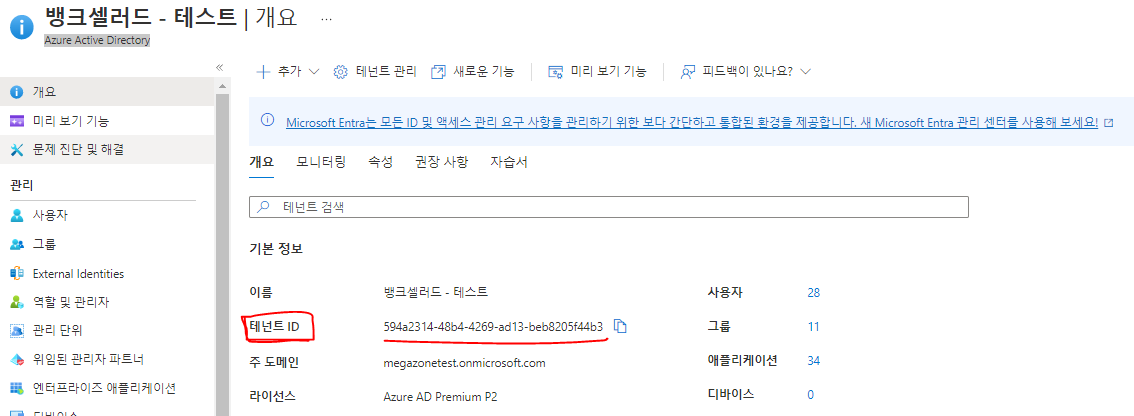 뱅크셀러드 - 테스트 | 개요 ...
Azure Active Directory
«
추가
테넌트 관리
새로운 기능
미리 보기 기능
피드백이 있나요?
개요
미리 보기 기능
문제 진단 및 해결
관리
사용자
그룹
External Identities
역할 및 관리자
관리 단위
위임된 관리자 파트너
엔터프라이즈 애플리케이션
디바이스
Microsoft Entra는 모든 ID 및 액세스 관리 요구 사항을 관리하기 위한 보다 간단하고 통합된 환경을 제공합니다. 새 Microsoft Entra 관리 센터를 사용해 보세요!
개요 모니터링 속성 권장 사항 자습서
테넌트 검색
기본 정보
이름 뱅크셀러드 - 테스트 사용자 28
테넌트 ID 594a2314-48b4-4269-ad13-beb8205f44b3 그룹 11
주 도메인 megazonetest.onmicrosoft.com 애플리케이션 34
라이선스 Azure AD Premium P2 디바이스 0